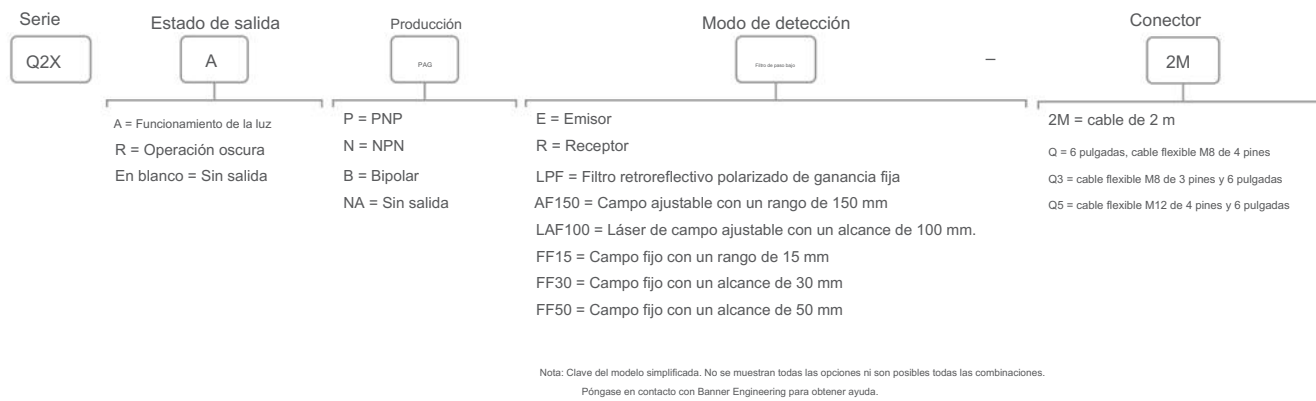 Serie
Estado de salida
Producción
Modo de detección
Conector
Q2X
A
PAG
Filtro de paso bajo
–
2M
A = Funcionamiento de la luz
R = Operación oscura
En blanco = Sin salida
P = PNP
N = NPN
B = Bipolar
NA = Sin salida
E = Emisor
R = Receptor
LPF = Filtro retroreflectivo polarizado de ganancia fija
AF150 = Campo ajustable con un rango de 150 mm
LAF100 = Láser de campo ajustable con un alcance de 100 mm.
FF15 = Campo fijo con un rango de 15 mm
FF30 = Campo fijo con un alcance de 30 mm
FF50 = Campo fijo con un alcance de 50 mm
2M = cable de 2 m
Q = 6 pulgadas, cable flexible M8 de 4 pines
Q3 = cable flexible M8 de 3 pines y 6 pulgadas
Q5 = cable flexible M12 de 4 pines y 6 pulgadas
Nota: Clave del modelo simplificada. No se muestran todas las opciones ni son posibles todas las combinaciones.
Póngase en contacto con Banner Engineering para obtener ayuda.